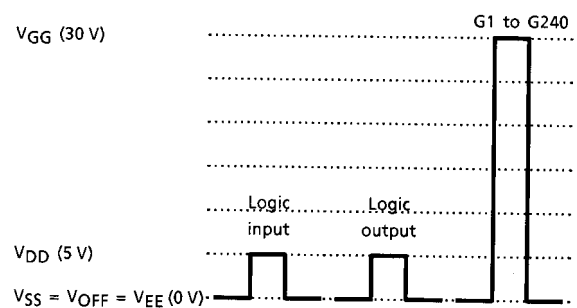 G1 to G240
VGG (30 V)
Logic
input
Logic
output
VDD (5 V)
VSS = VOFF = VEE (0 V)